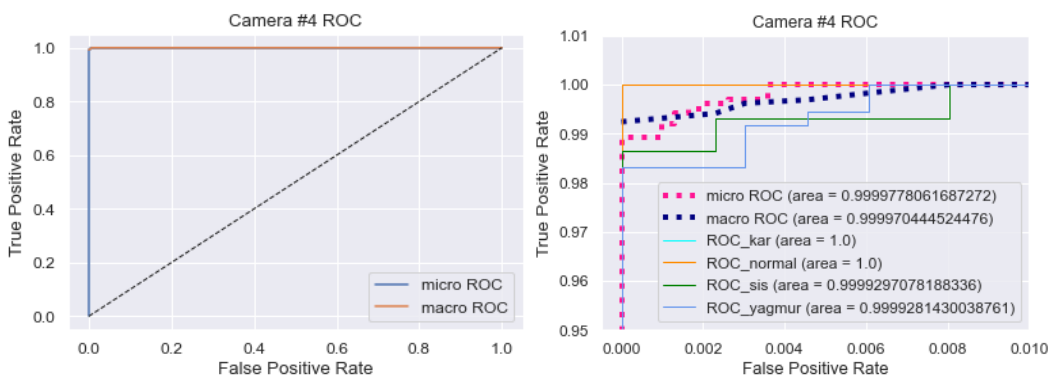 Camera #4 ROC
True Positive Rate
1.0
0.8
0.6
0.4
0.2
0.0
micro ROC
macro ROC
0.0 0.2 0.4 0.6 0.8 1.0
False Positive Rate
Camera #4 ROC
True Positive Rate
1.01
1.00
0.99
0.98
0.97
0.96
0.95
micro ROC (area = 0.9999778061687272)
macro ROC (area = 0.999970444524476)
ROC_kar (area = 1.0)
ROC_normal (area = 1.0)
ROC_sis (area = 0.9999297078188336)
ROC_yagmur (area = 0.9999281430038761)
0.000 0.002 0.004 0.006 0.008 0.010
False Positive Rate